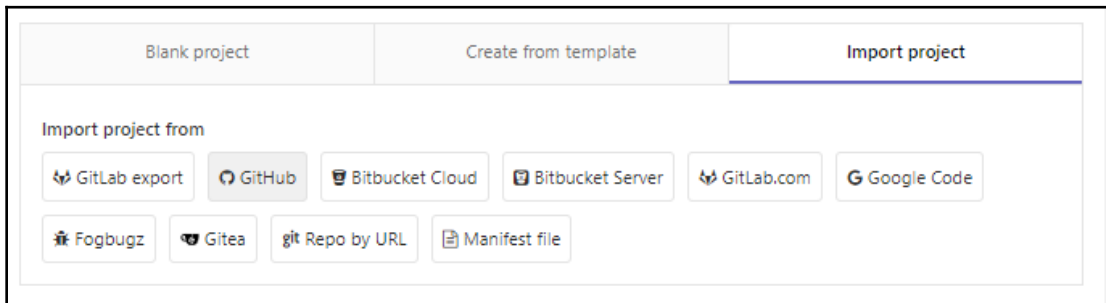 Blank project Create from template Import project
Import project from
GitLab export GitHub Bitbucket Cloud Bitbucket Server GitLab.com G Google Code
Fogbugz Gitea git Repo by URL Manifest file